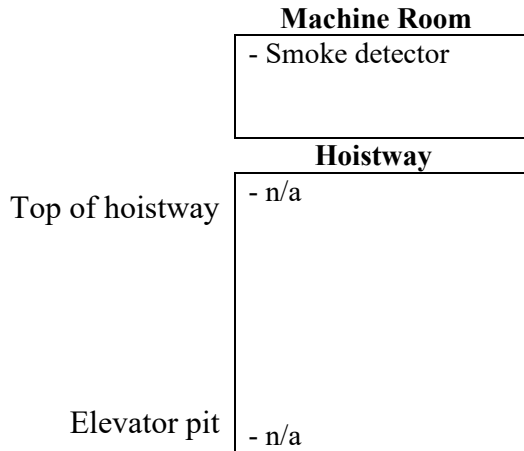 Machine Room
- Smoke detector
Hoistway
Top of hoistway
- n/a
Elevator pit
- n/a